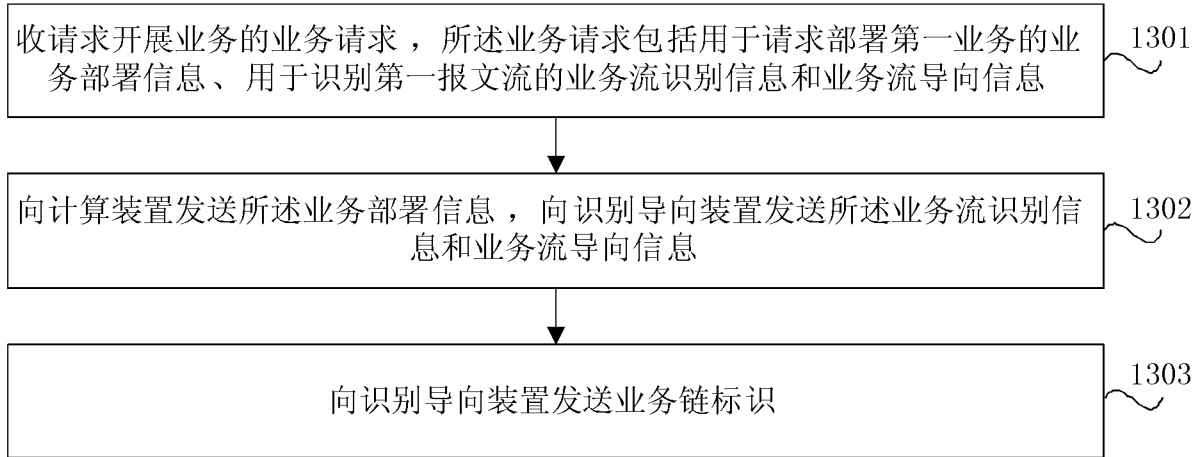 收请求开展业务的业务请求，所述业务请求包括用于请求部署第一业务的业
务部署信息、用于识别第一报文流的业务流识别信息和业务流导向信息
1301
向计算装置发送所述业务部署信息，向识别导向装置发送所述业务流识别信
息和业务流导向信息
1302
向识别导向装置发送业务链标识
1303